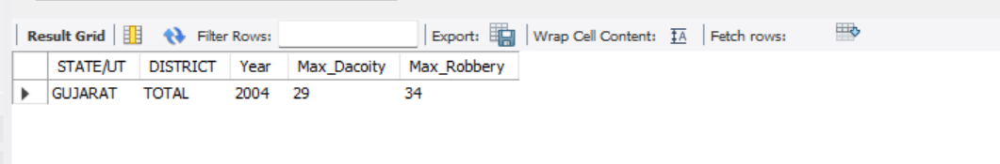 Result Grid Filter Rows: Export: Wrap Cell Content: Fetch rows:
STATE/UT DISTRICT Year Max_Dacoity Max_Robbery
GUJARAT TOTAL 2004 29 34